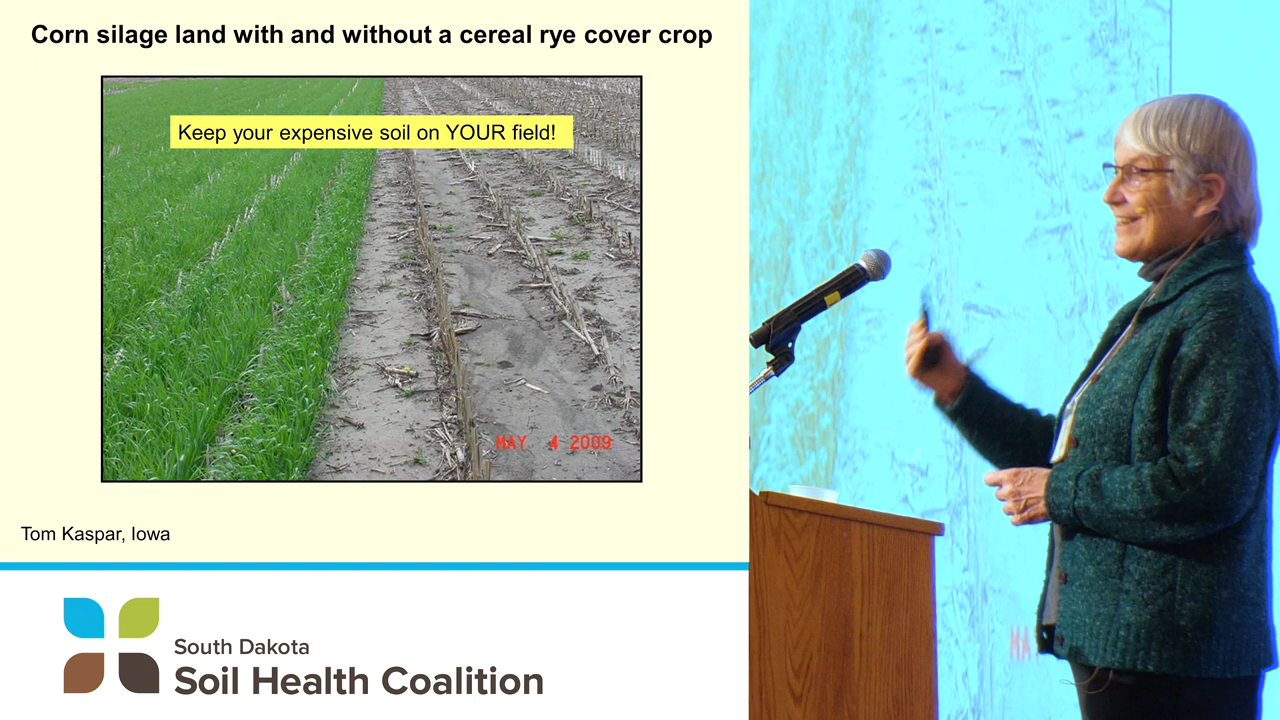 Corn silage land with and without a cereal rye cover crop
Keep your expensive soil on YOUR field!
MAY 4 2009
Tom Kaspar, Iowa
South Dakota
Soil Health Coalition
MA